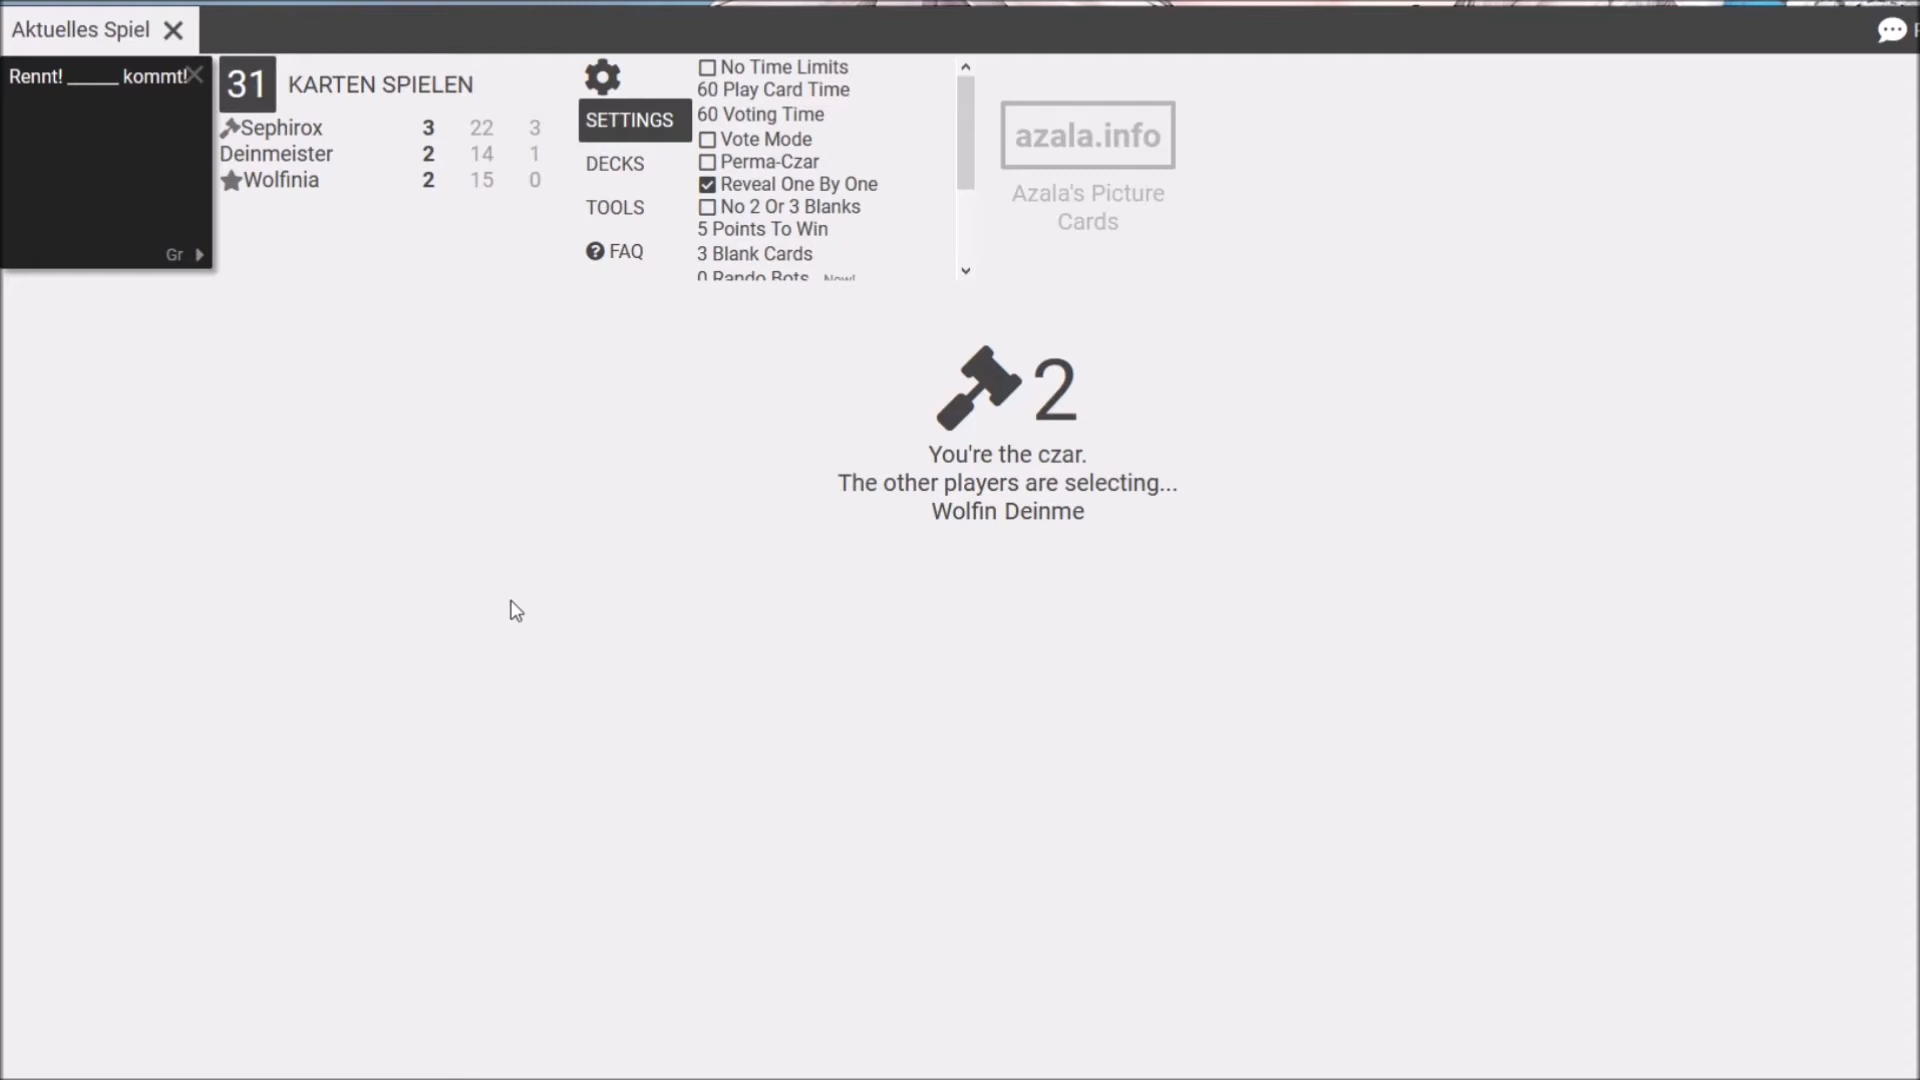 Aktuelles Spiel
Rennt! _____ kommt!
Gr
31 KARTEN SPIELEN
Sephirox 3 22 3
Deinmeister 2 14 1
Wolfinia 2 15 0
SETTINGS
DECKS
TOOLS
FAQ
No Time Limits
60 Play Card Time
60 Voting Time
Vote Mode
Perma-Czar
Reveal One By One
No 2 Or 3 Blanks
5 Points To Win
3 Blank Cards
0 Rando Bots New!
azala.info
Azala's Picture
Cards
2
You're the czar.
The other players are selecting...
Wolfin Deinme